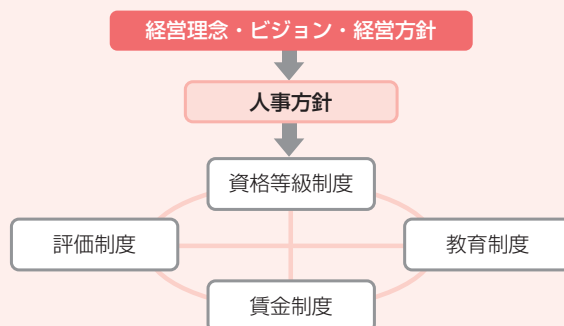 経営理念・ビジョン・経営方針
人事方針
資格等級制度
評価制度
教育制度
賃金制度